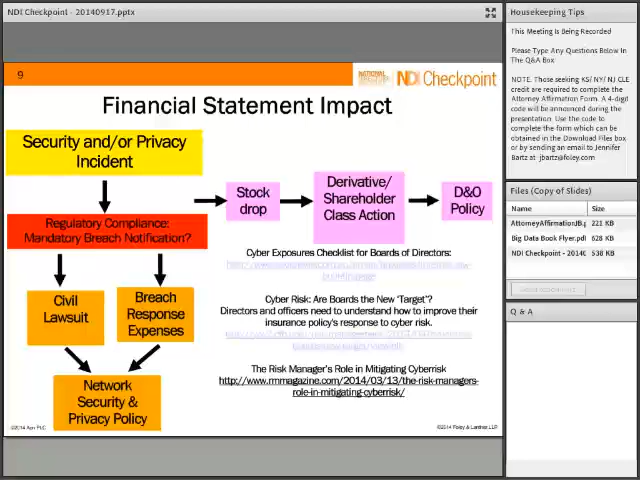 NDI Checkpoint - 20140917.pptx
9
NATIONAL
NDI Checkpoint
Financial Statement Impact
Security and/or Privacy
Incident
Regulatory Compliance:
Mandatory Breach Notification?
Civil
Lawsuit
Breach
Response
Expenses
Network
Security &
Privacy Policy
Stock
drop
Derivative/
Shareholder
Class Action
D&O
Policy
Cyber Exposures Checklist for Boards of Directors:
Cyber Risk: Are Boards the New 'Target'?
Directors and officers need to understand how to improve their
insurance policy's response to cyber risk.
The Risk Manager's Role in Mitigating Cyberrisk
http://www.rmmagazine.com/2014/03/13/the-risk-managers-
role-in-mitigating-cyberrisk/
©2014 Aon PLC
©2014 Foley & Lardner LLP
Housekeeping Tips
This Meeting Is Being Recorded
Please Type Any Questions Below In
The Q&A Box
NOTE: Those seeking KS/ NY/ NJ CLE
credit are required to complete the
Attorney Affirmation Form. A 4-digit
code will be announced during the
presentation. Use the code to
complete the form which can be
obtained in the Download Files box
or by sending an email to Jennifer
Bartz at jbartz@foley.com
Files (Copy of Slides)
Name Size
AttorneyAffirmationJB.p 221 KB
Big Data Book Flyer.pdf 628 KB
NDI Checkpoint - 2014 538 KB
Q & A